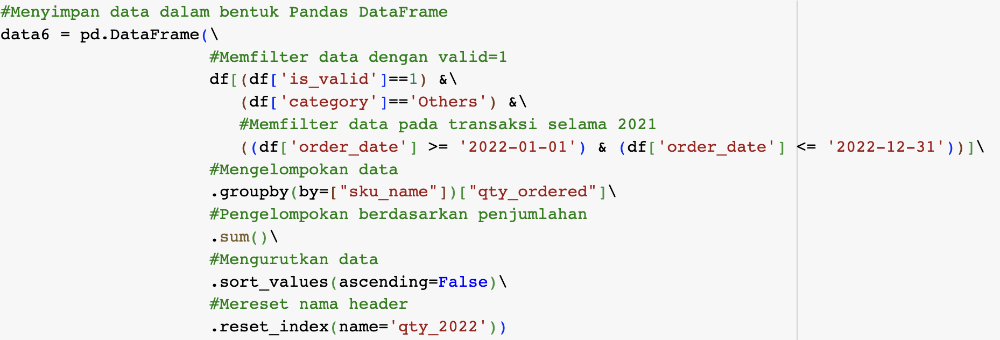 #Menyimpan data dalam bentuk Pandas DataFrame
data6 = pd.DataFrame(\
#Memfilter data dengan valid=1
df[(df['is_valid']==1) &\
(df['category']=='Others') &\
#Memfilter data pada transaksi selama 2021
((df['order_date'] >= '2022-01-01') & (df['order_date'] <= '2022-12-31'))]\
#Mengelompokan data
.groupby(by=["sku_name"])["qty_ordered"]\
#Pengelompokan berdasarkan penjumlahan
.sum()\
#Mengurutkan data
.sort_values(ascending=False)\
#Mereset nama header
.reset_index(name='qty_2022'))